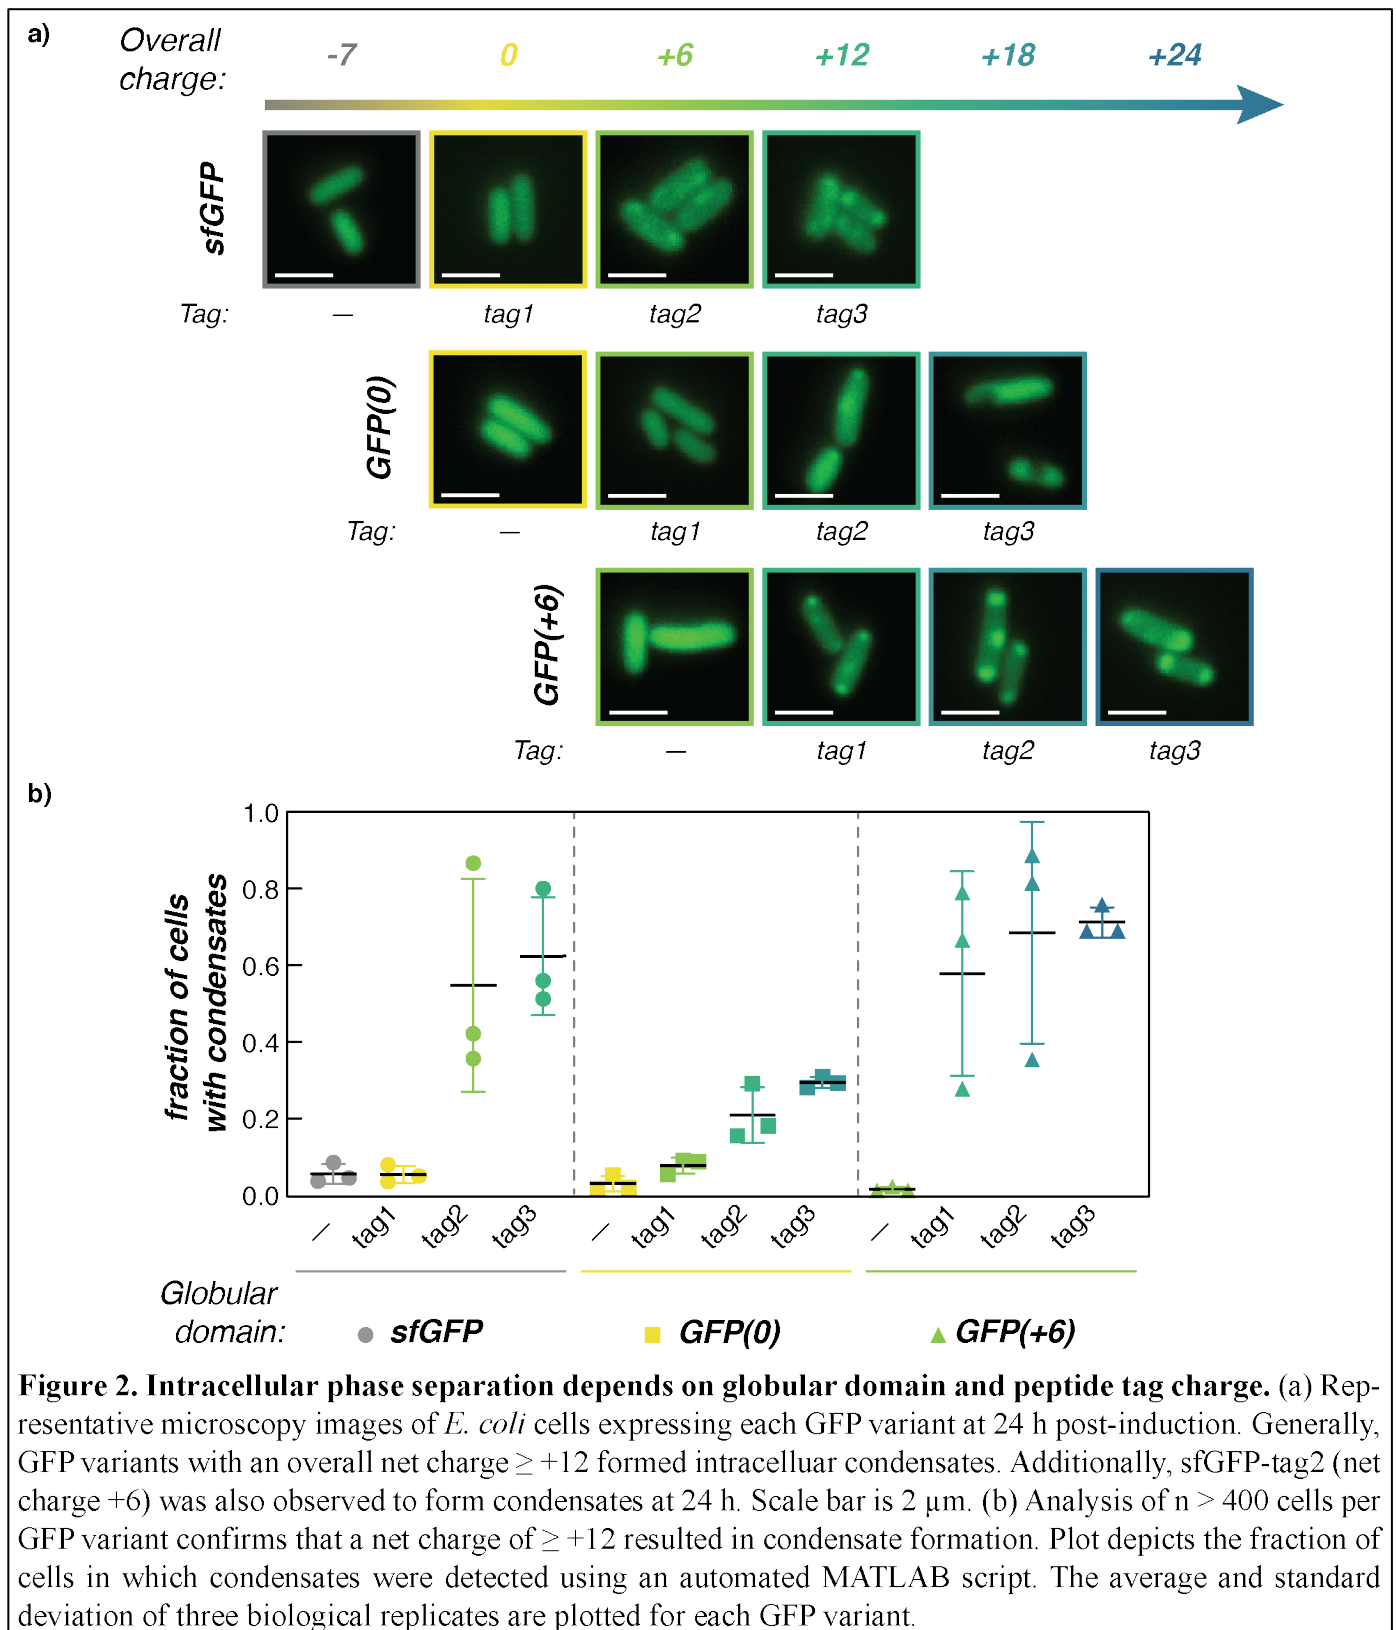 a)
Overall
charge:
-7 0 +6 +12 +18 +24
sfGFP
Tag: – tag1 tag2 tag3
GFP(0)
Tag: – tag1 tag2 tag3
GFP(+6)
Tag: – tag1 tag2 tag3
b)
fraction of cells
with condensates
1.0
0.8
0.6
0.4
0.2
0.0
– tag1 tag2 tag3 – tag1 tag2 tag3 – tag1 tag2 tag3
Globular
domain:
sfGFP GFP(0) GFP(+6)
Figure 2. Intracellular phase separation depends on globular domain and peptide tag charge. (a) Rep-
resentative microscopy images of E. coli cells expressing each GFP variant at 24 h post-induction. Generally,
GFP variants with an overall net charge ≥ +12 formed intracelluar condensates. Additionally, sfGFP-tag2 (net
charge +6) was also observed to form condensates at 24 h. Scale bar is 2 µm. (b) Analysis of n > 400 cells per
GFP variant confirms that a net charge of ≥ +12 resulted in condensate formation. Plot depicts the fraction of
cells in which condensates were detected using an automated MATLAB script. The average and standard
deviation of three biological replicates are plotted for each GFP variant.